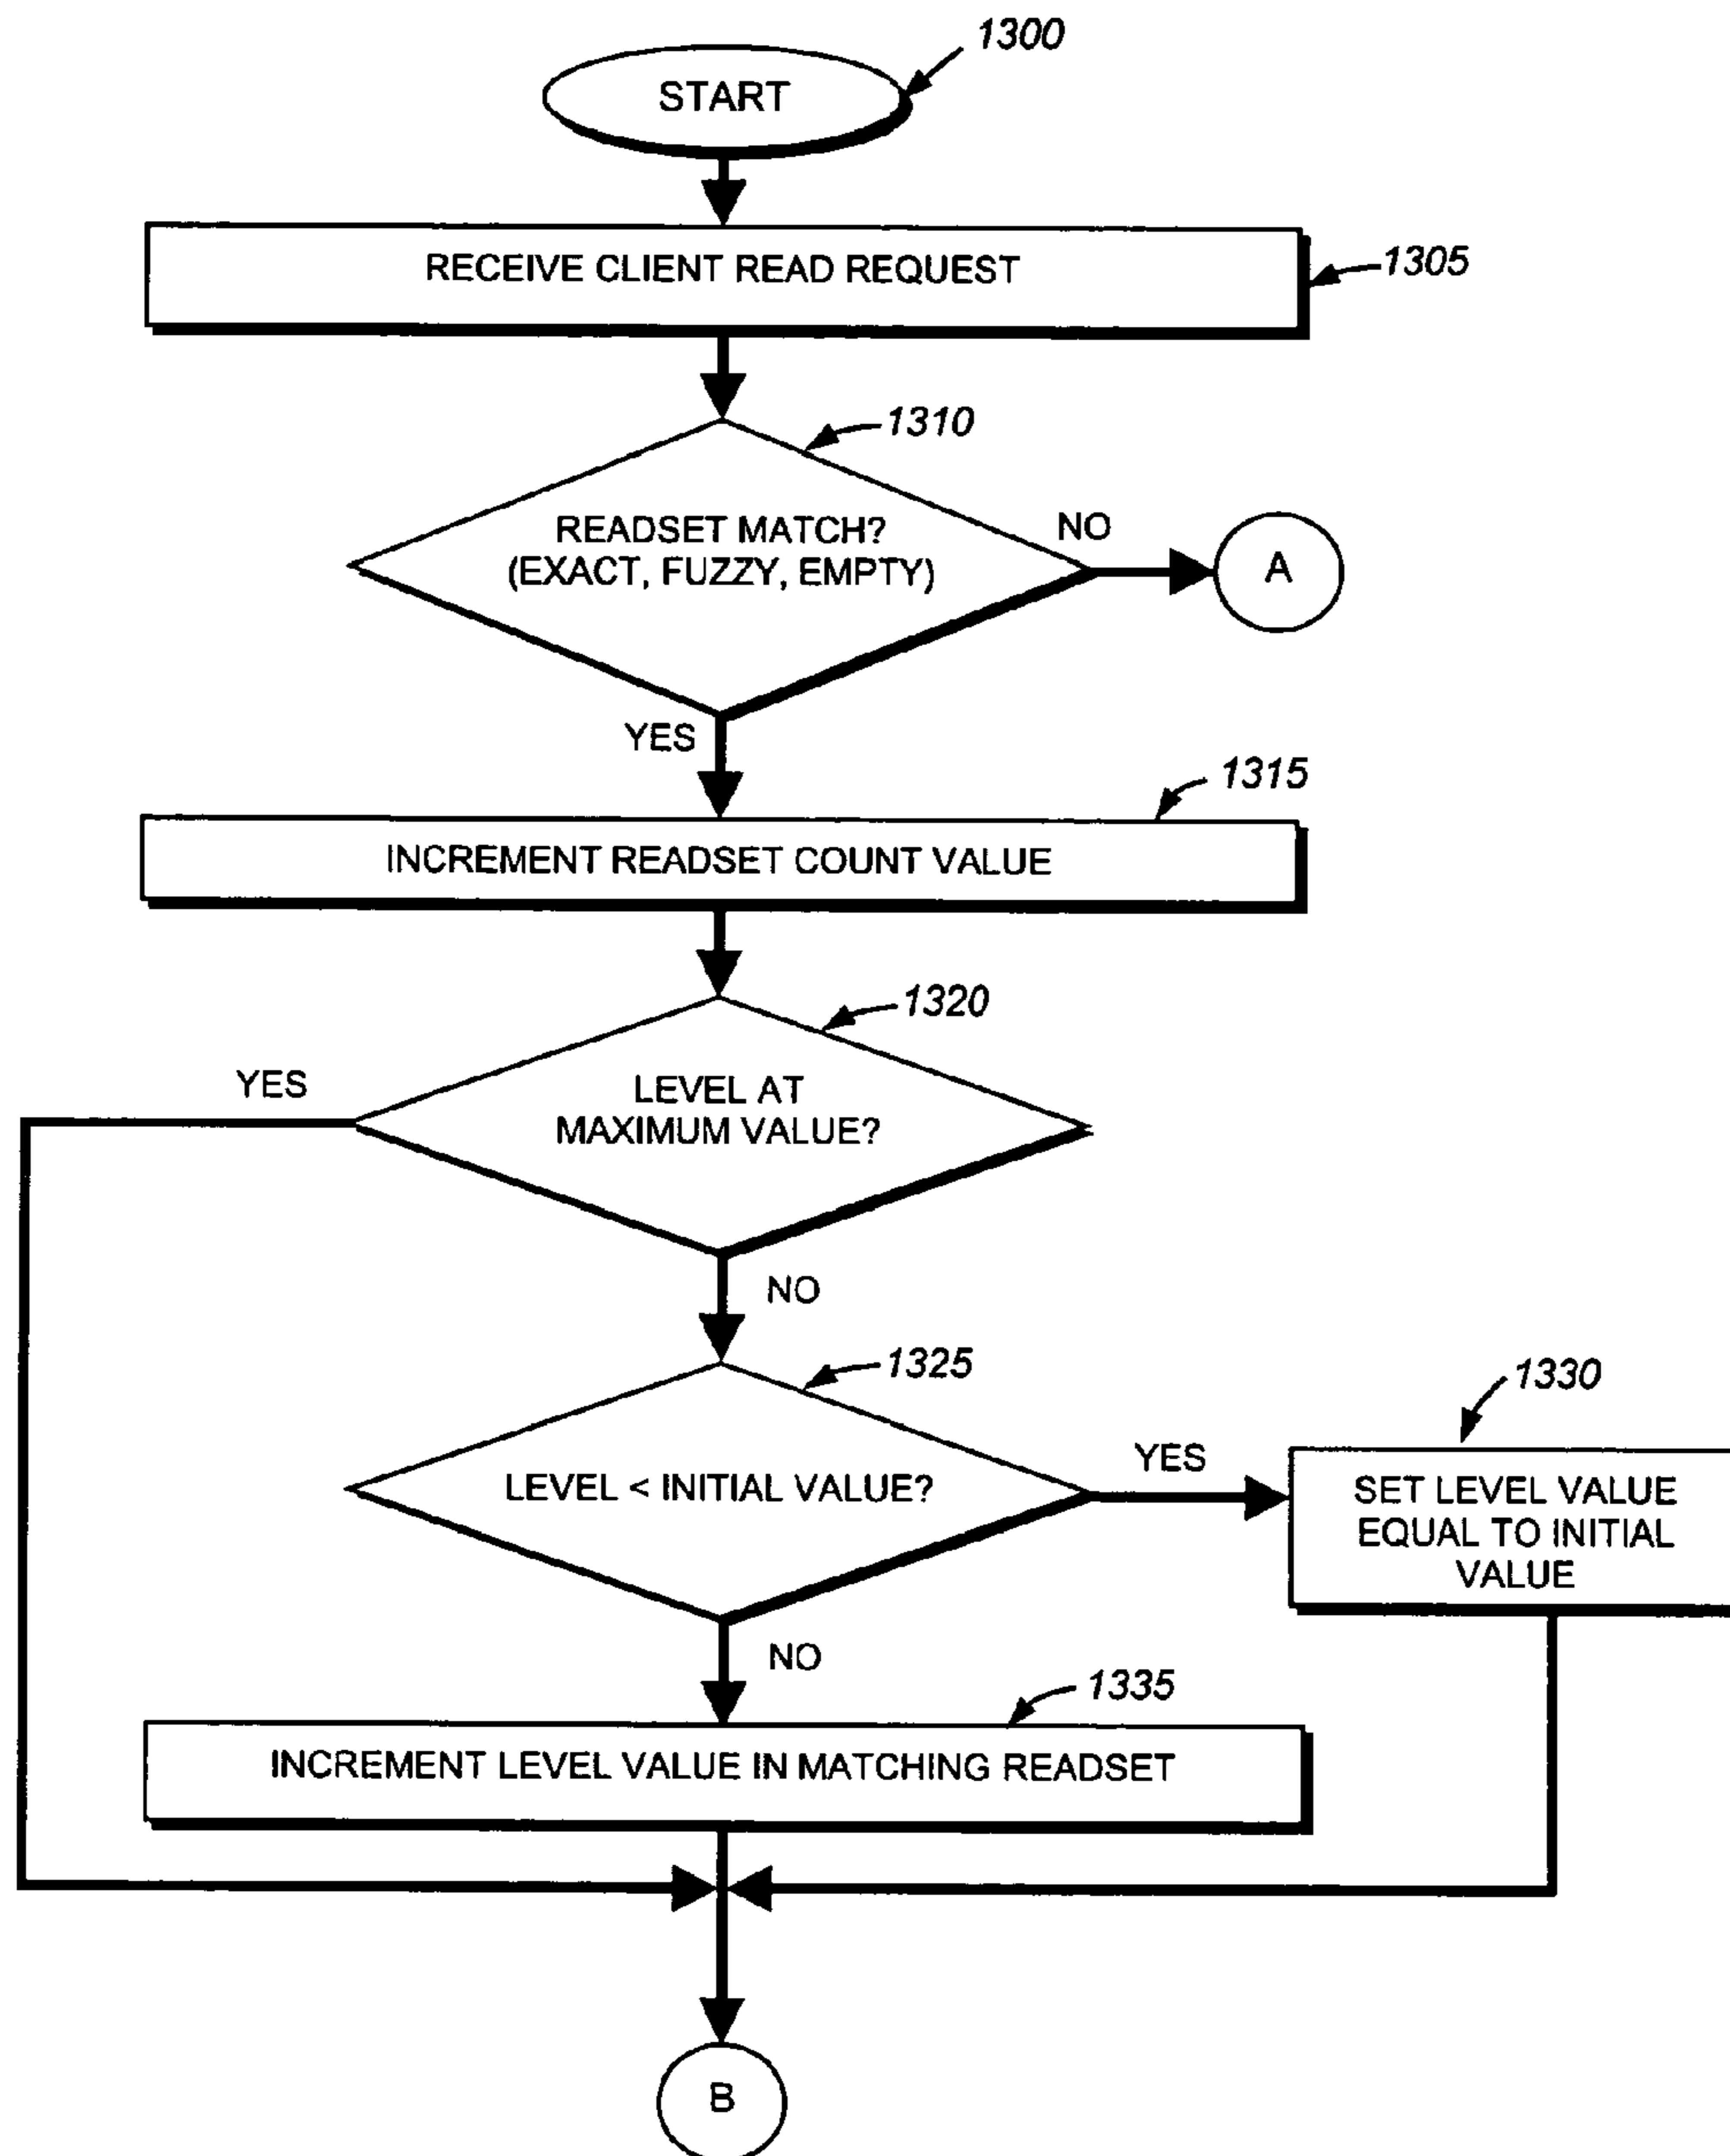 1300
START
RECEIVE CLIENT READ REQUEST
1305
1310
READSET MATCH?
(EXACT, FUZZY, EMPTY)
NO
A
YES
1315
INCREMENT READSET COUNT VALUE
1320
YES
LEVEL AT
MAXIMUM VALUE?
NO
1325
LEVEL < INITIAL VALUE?
YES
1330
SET LEVEL VALUE
EQUAL TO INITIAL
VALUE
NO
1335
INCREMENT LEVEL VALUE IN MATCHING READSET
B